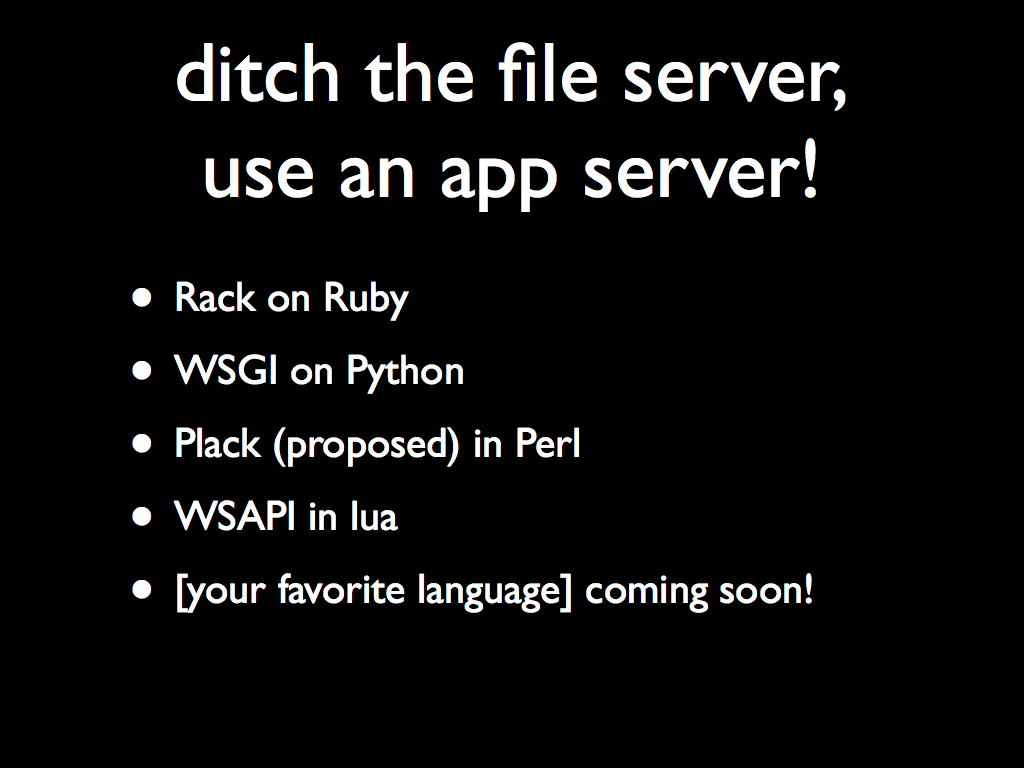 ditch the file server,
use an app server!
• Rack on Ruby
• WSGI on Python
• Plack (proposed) in Perl
• WSAPI in lua
• [your favorite language] coming soon!